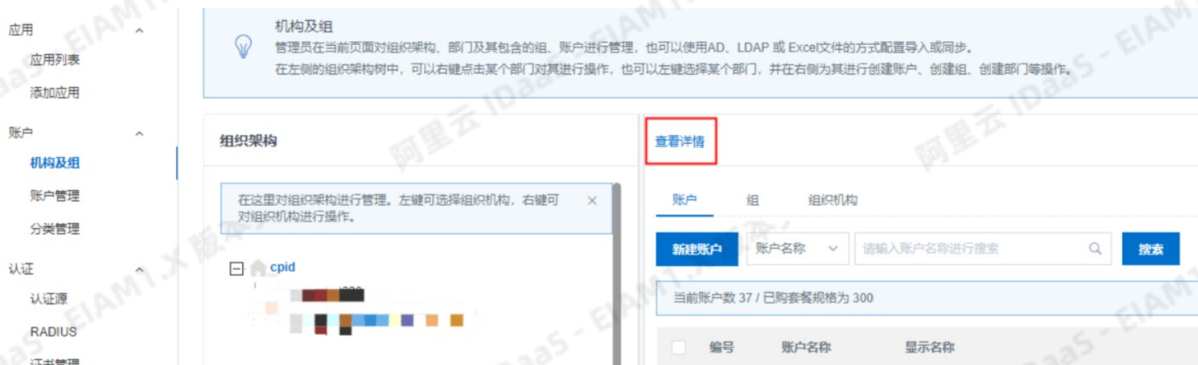 应用
应用列表
添加应用
账户
机构及组
账户管理
分类管理
认证
认证源
RADIUS
证书管理
机构及组
管理员在当前页面对组织架构、部门及其包含的组、账户进行管理，也可以使用AD、LDAP 或 Excel文件的方式配置导入或同步。
在左侧的组织架构树中，可以右键点击某个部门对其进行操作，也可以左键选择某个部门，并在右侧为其进行创建账户、创建组、创建部门等操作。
组织架构
在这里对组织架构进行管理。左键可选择组织机构，右键可
对组织机构进行操作。
cpid
查看详情
账户 组 组织机构
新建账户 账户名称 请输入账户名称进行搜索 搜索
当前账户数 37 / 已购套餐规格为 300
编号 账户名称 显示名称
阿里云 IDaaS - EIAM1.X 版本